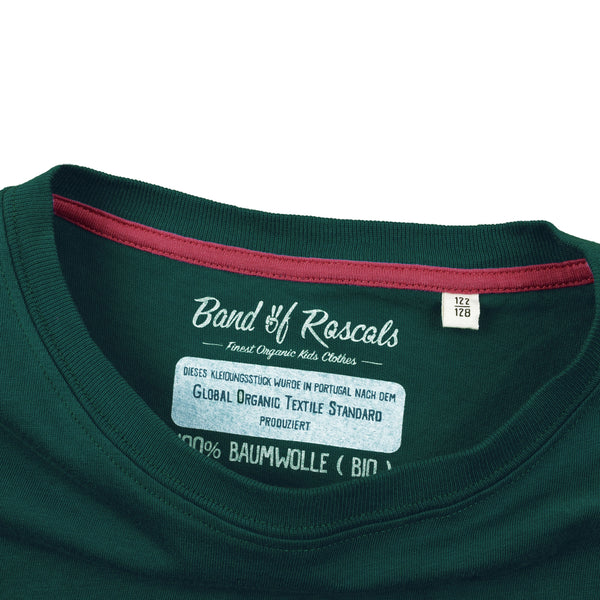 Band of Rascals
Finest Organic Kids Clothes
122
128
DIESES KLEIDUNGSSTÜCK WURDE IN PORTUGAL NACH DEM
GLOBAL ORGANIC TEXTILE STANDARD
PRODUZIERT
100% BAUMWOLLE ( BIO )